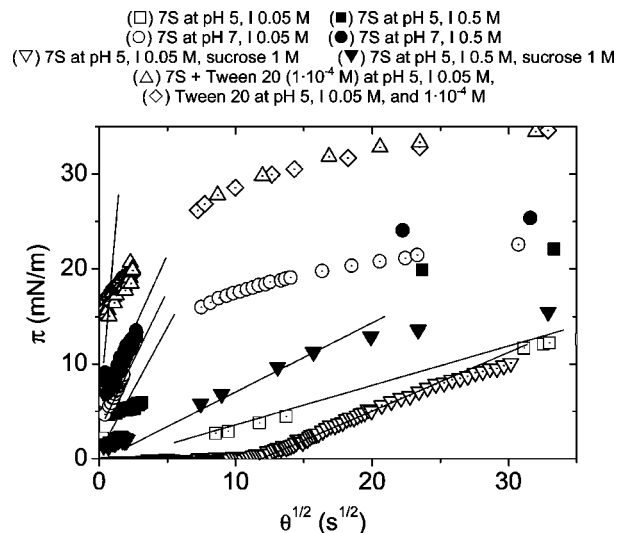 (□) 7S at pH 5, I 0.05 M (■) 7S at pH 5, I 0.5 M
(○) 7S at pH 7, I 0.05 M (●) 7S at pH 7, I 0.5 M
(▽) 7S at pH 5, I 0.05 M, sucrose 1 M (▼) 7S at pH 5, I 0.5 M, sucrose 1 M
(△) 7S + Tween 20 (1·10⁻⁴ M) at pH 5, I 0.05 M,
(◇) Tween 20 at pH 5, I 0.05 M, and 1·10⁻⁴ M
30
20
10
0
π (mN/m)
0 10 20 30
θ^1/2 (s^1/2)